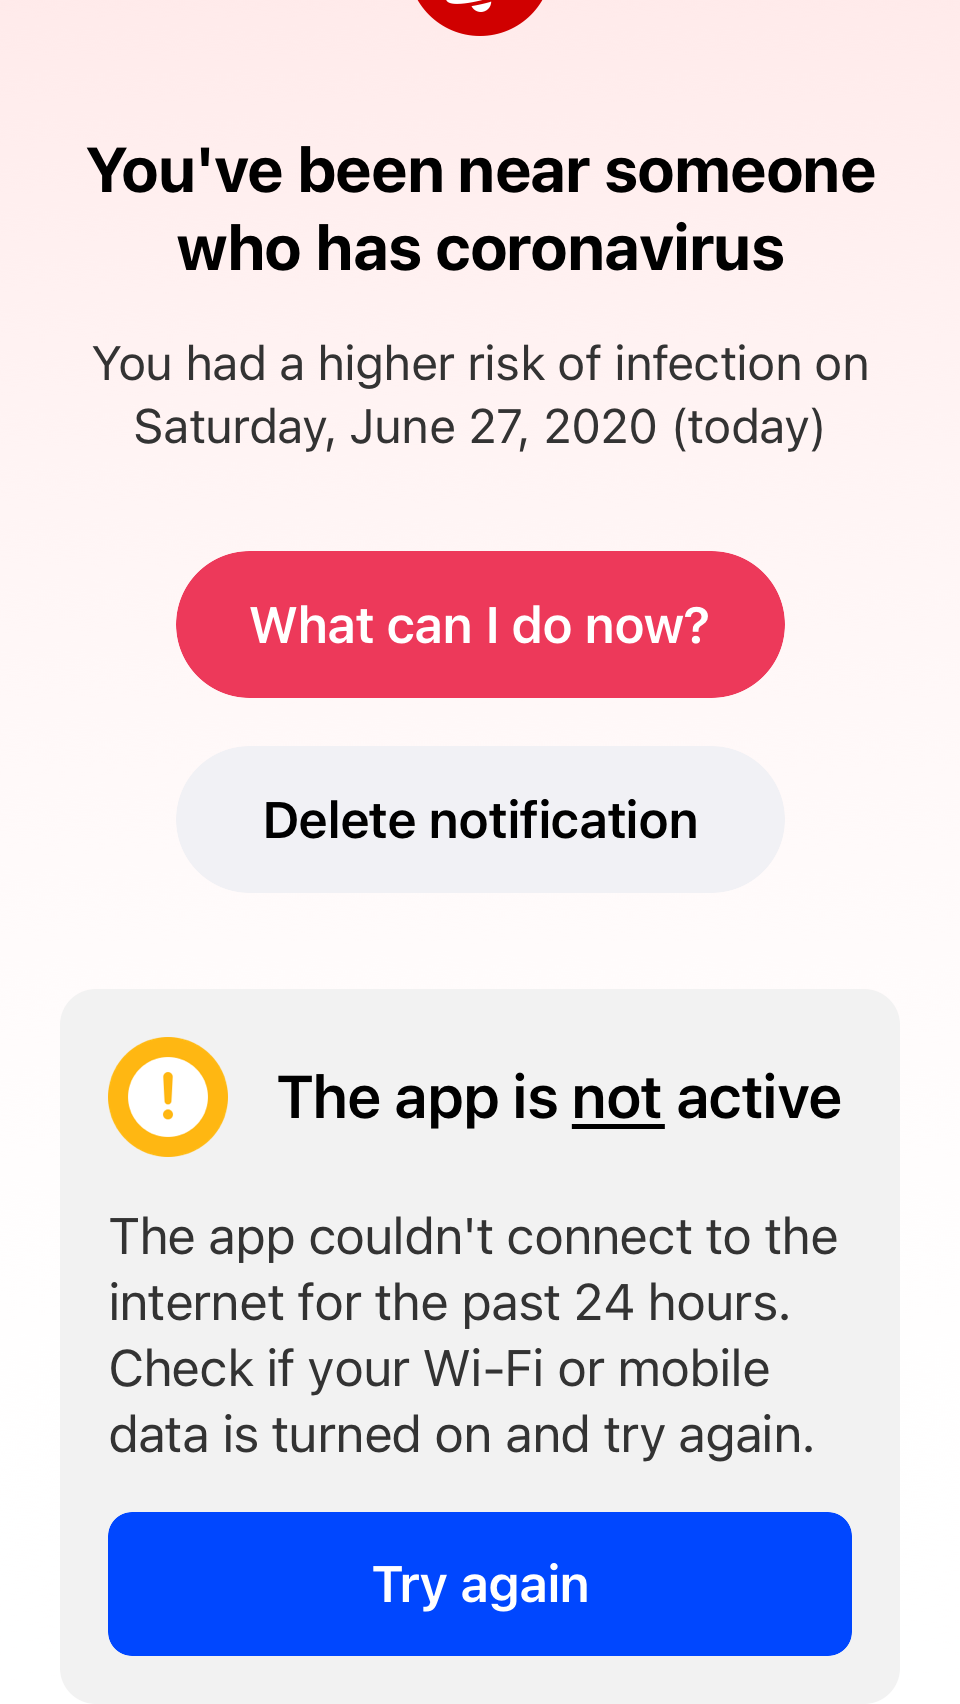 You've been near someone
who has coronavirus
You had a higher risk of infection on
Saturday, June 27, 2020 (today)
What can I do now?
Delete notification
The app is not active
The app couldn't connect to the
internet for the past 24 hours.
Check if your Wi-Fi or mobile
data is turned on and try again.
Try again